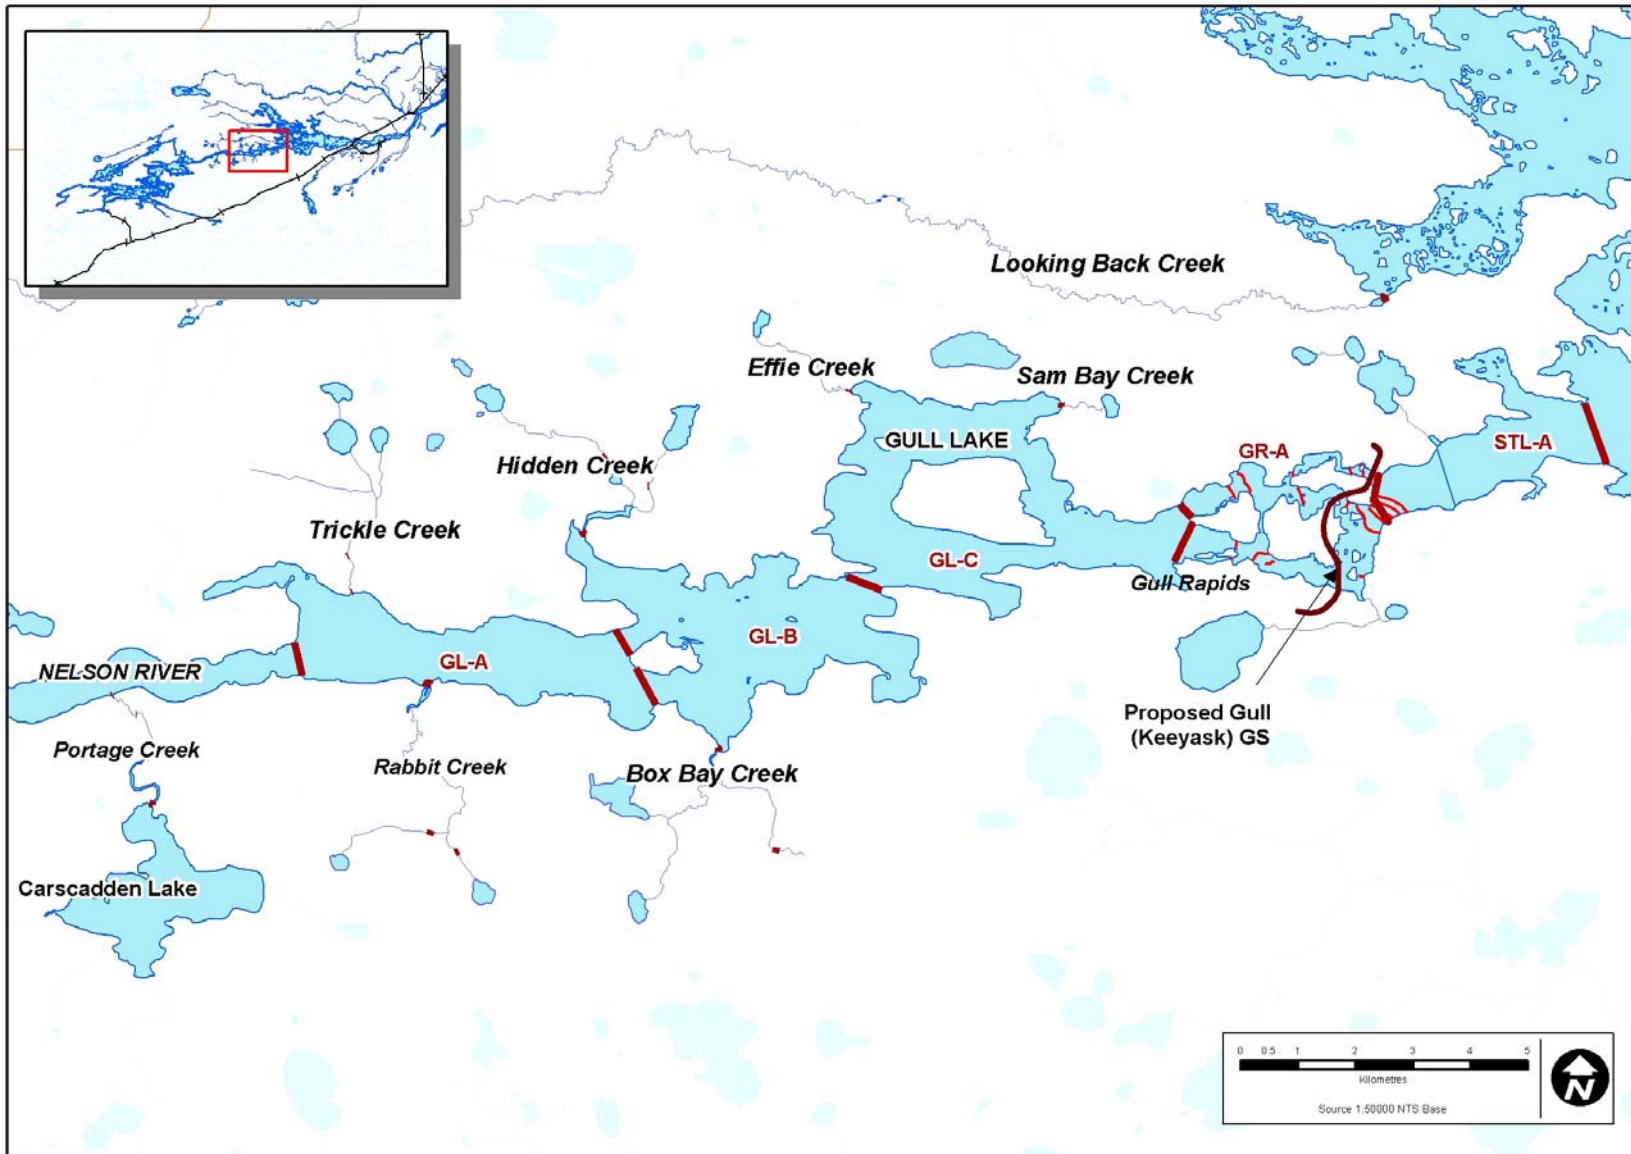 Looking Back Creek
Effie Creek
Sam Bay Creek
GULL LAKE
STL-A
GR-A
Hidden Creek
Trickle Creek
GL-C
Gull Rapids
GL-B
GL-A
NELSON RIVER
Proposed Gull
(Keeyask) GS
Portage Creek
Rabbit Creek
Box Bay Creek
Carscadden Lake
0 0.5 1 2 3 4 5
Kilometres
Source 1:50000 NTS Base
N